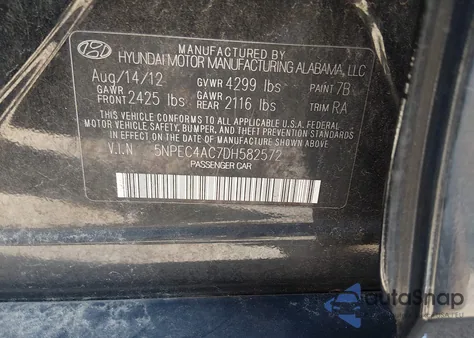 MANUFACTURED BY
HYUNDAI MOTOR MANUFACTURING ALABAMA, LLC
Aug/14/12 GVWR 4299 lbs PAINT 7B
GAWR FRONT 2425 lbs GAWR REAR 2116 lbs TRIM RA
THIS VEHICLE CONFORMS TO ALL APPLICABLE U.S.A. FEDERAL
MOTOR VEHICLE SAFETY, BUMPER, AND THEFT PREVENTION STANDARDS
IN EFFECT ON THE DATE OF MANUFACTURE SHOWN ABOVE.
V.I.N 5NPEC4AC7DH582572
PASSENGER CAR
autoSnap